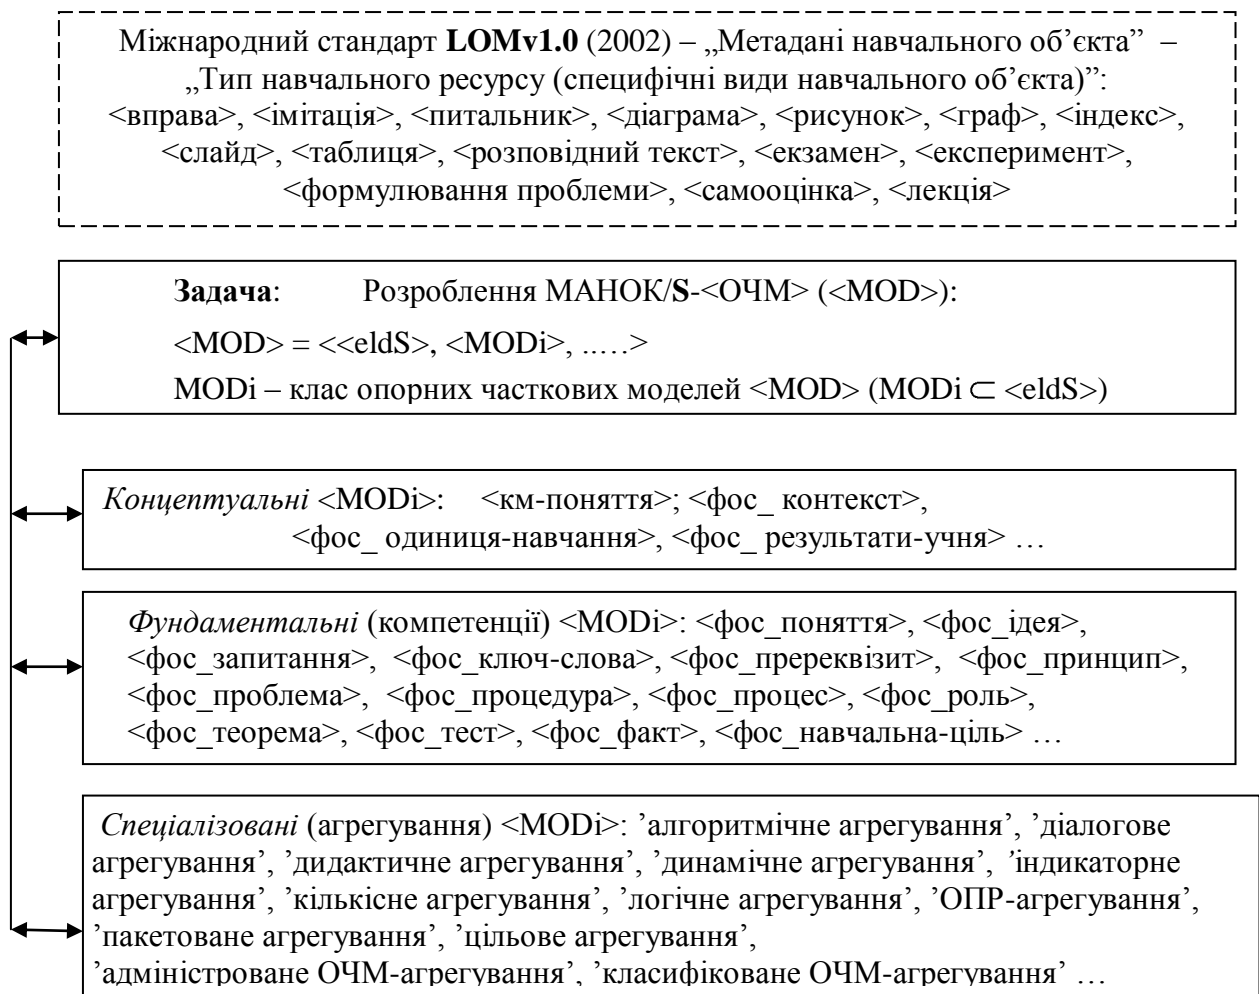 Міжнародний стандарт LOMv1.0 (2002) – „Метадані навчального об’єкта” –
„Тип навчального ресурсу (специфічні види навчального об’єкта)”:
<вправа>, <імітація>, <питальник>, <діаграма>, <рисунок>, <граф>, <індекс>,
<слайд>, <таблиця>, <розповідний текст>, <екзамен>, <експеримент>,
<формулювання проблеми>, <самооцінка>, <лекція>
Задача: Розроблення МАНОК/S-<ОЧМ> (<MOD>):
<MOD> = <<eldS>, <MODi>, ..…>
MODi – клас опорних часткових моделей <MOD> (MODi ⊂ <eldS>)
Концептуальні <MODi>: <км-поняття>; <фос_ контекст>,
<фос_ одиниця-навчання>, <фос_ результати-учня> …
Фундаментальні (компетенції) <MODi>: <фос_поняття>, <фос_ідея>,
<фос_запитання>, <фос_ключ-слова>, <фос_пререквізит>, <фос_принцип>,
<фос_проблема>, <фос_процедура>, <фос_процес>, <фос_роль>,
<фос_теорема>, <фос_тест>, <фос_факт>, <фос_навчальна-ціль> …
Спеціалізовані (агрегування) <MODi>: ’алгоритмічне агрегування’, ’діалогове
агрегування’, ’дидактичне агрегування’, ’динамічне агрегування’, ’індикаторне
агрегування’, ’кількісне агрегування’, ’логічне агрегування’, ’ОПР-агрегування’,
’пакетоване агрегування’, ’цільове агрегування’,
’адміністроване ОЧМ-агрегування’, ’класифіковане ОЧМ-агрегування’ …